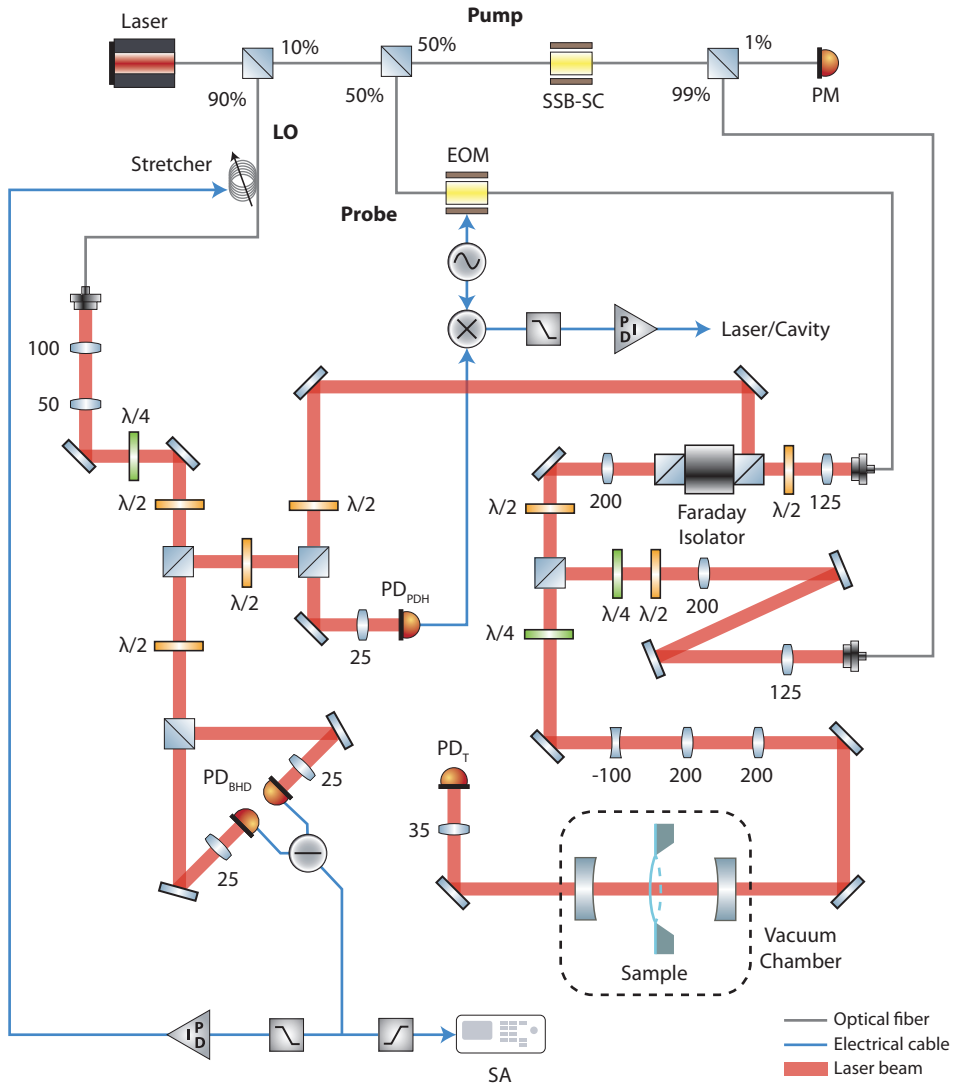 Pump
Laser
10%
50%
1%
90%
50%
SSB-SC
99%
PM
LO
Stretcher
EOM
Probe
P
I
D
Laser/Cavity
100
50
λ/4
λ/2
λ/2
λ/2
200
Faraday
Isolator
λ/2
125
λ/2
PD_PDH
25
λ/4
λ/2
200
λ/4
λ/2
125
PD_T
-100
200
200
PD_BHD
25
35
25
Sample
Vacuum
Chamber
P
I
D
SA
Optical fiber
Electrical cable
Laser beam